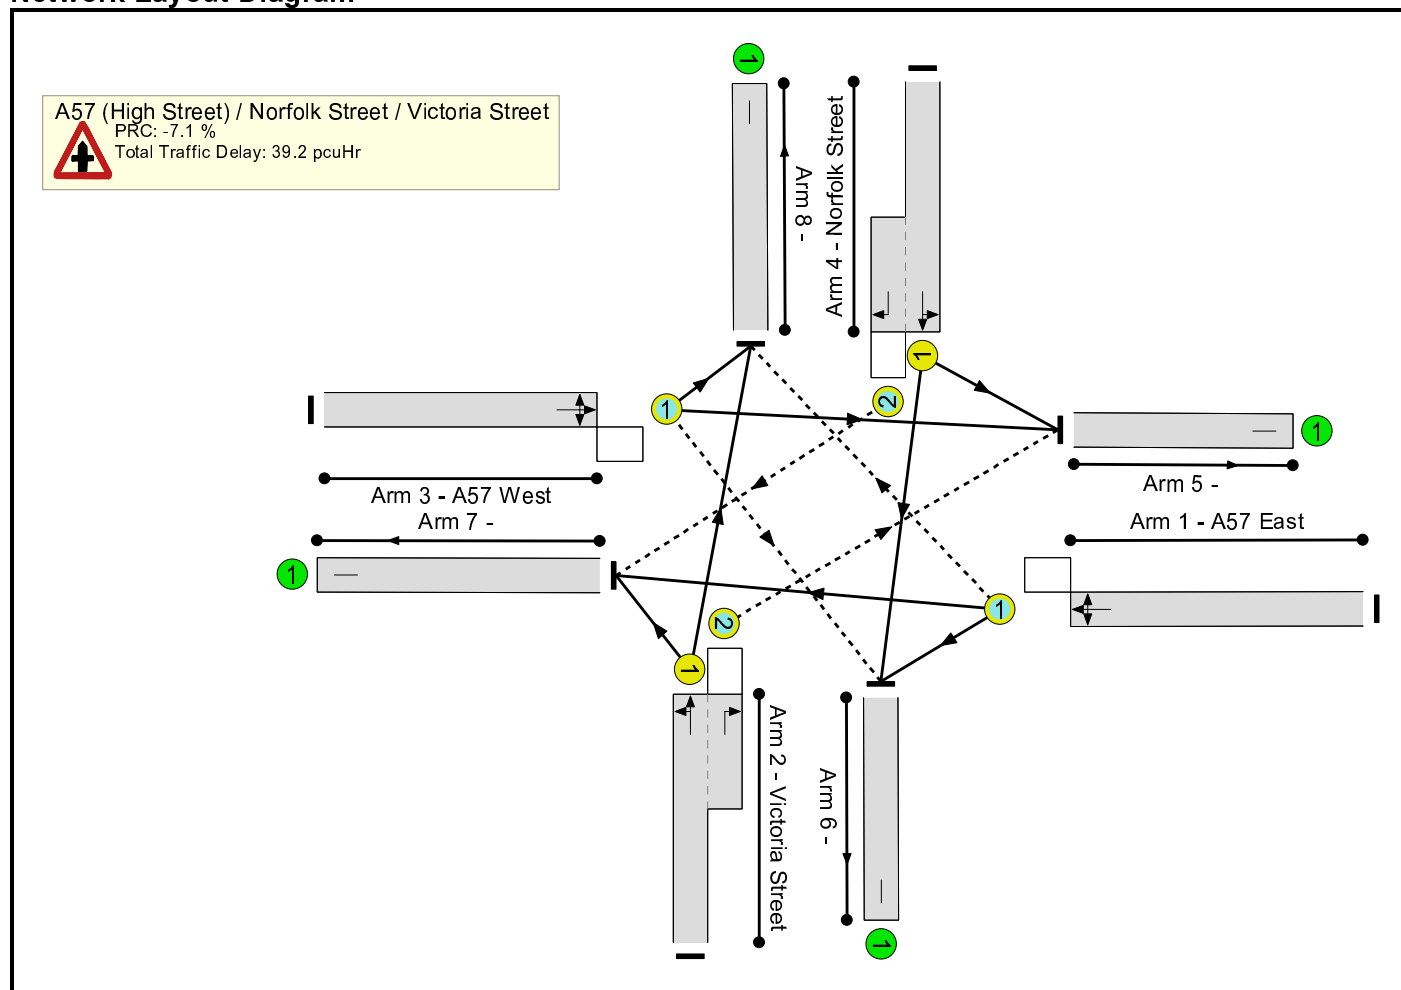 Network Layout Diagram
A57 (High Street) / Norfolk Street / Victoria Street
PRC: -7.1 %
Total Traffic Delay: 39.2 pcuHr
1
Arm 8 -
Arm 4 - Norfolk Street
1
2
1
1
Arm 3 - A57 West
Arm 5 -
Arm 7 -
Arm 1 - A57 East
1
1
2
1
Arm 2 - Victoria Street
Arm 6 -
1